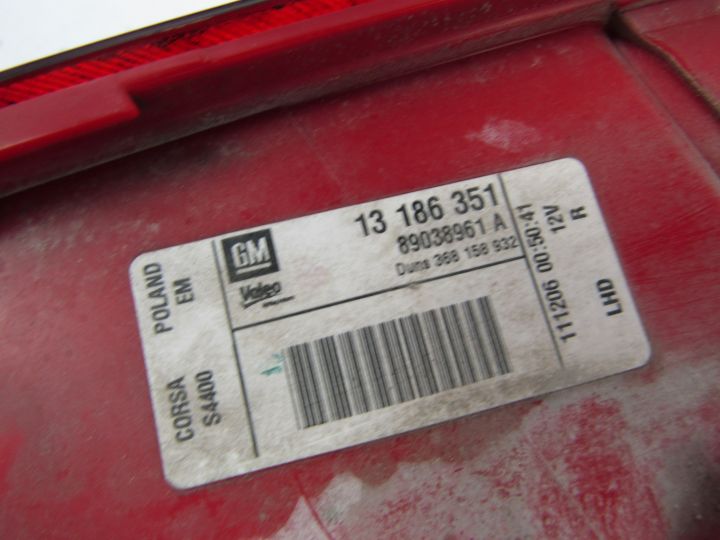 POLAND
EM
CORSA
S4400
GM
Valeo
13 186 351
89038961 A
Duns 368 158 932
111206 00:50:41
12V
R
LHD